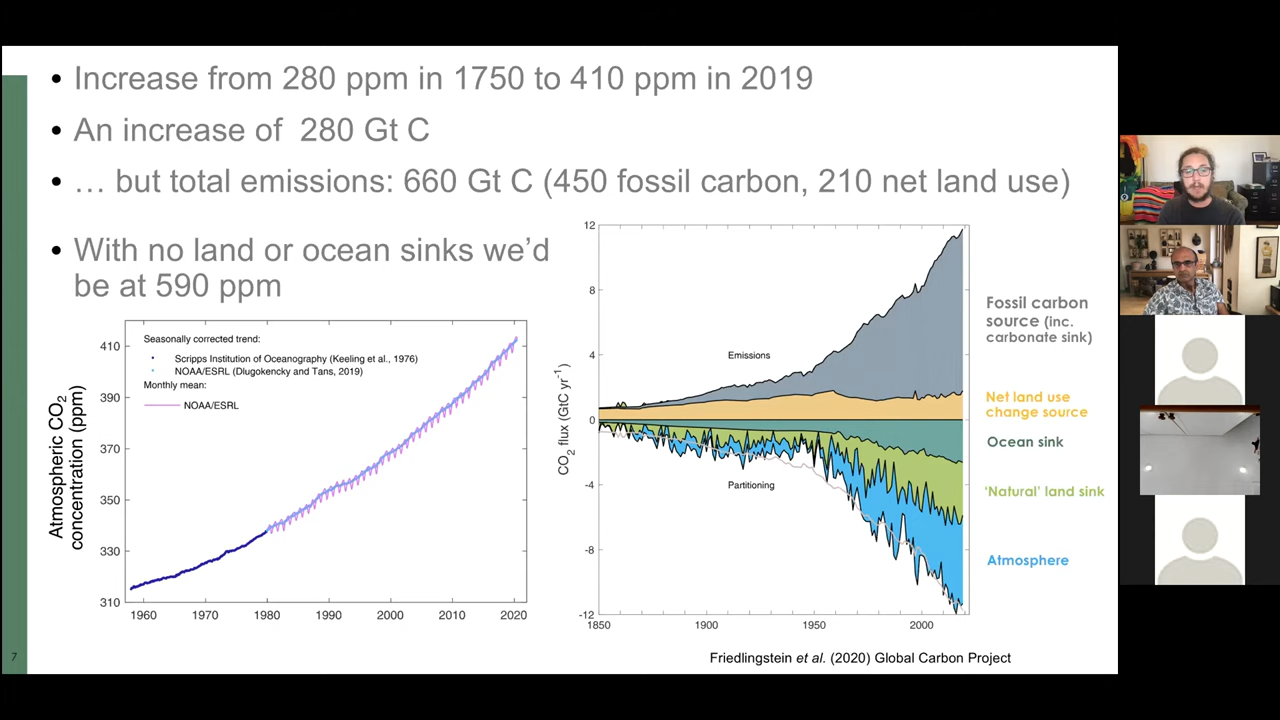 • Increase from 280 ppm in 1750 to 410 ppm in 2019
• An increase of 280 Gt C
• … but total emissions: 660 Gt C (450 fossil carbon, 210 net land use)
• With no land or ocean sinks we’d
be at 590 ppm
Atmospheric CO2
concentration (ppm)
410
390
370
350
330
310
Seasonally corrected trend:
Scripps Institution of Oceanography (Keeling et al., 1976)
NOAA/ESRL (Dlugokencky and Tans, 2019)
Monthly mean:
NOAA/ESRL
1960 1970 1980 1990 2000 2010 2020
CO2 flux (GtC yr-1)
12
8
4
0
-4
-8
-12
Emissions
Partitioning
1850 1900 1950 2000
Fossil carbon
source (inc.
carbonate sink)
Net land use
change source
Ocean sink
‘Natural’ land sink
Atmosphere
Friedlingstein et al. (2020) Global Carbon Project
7